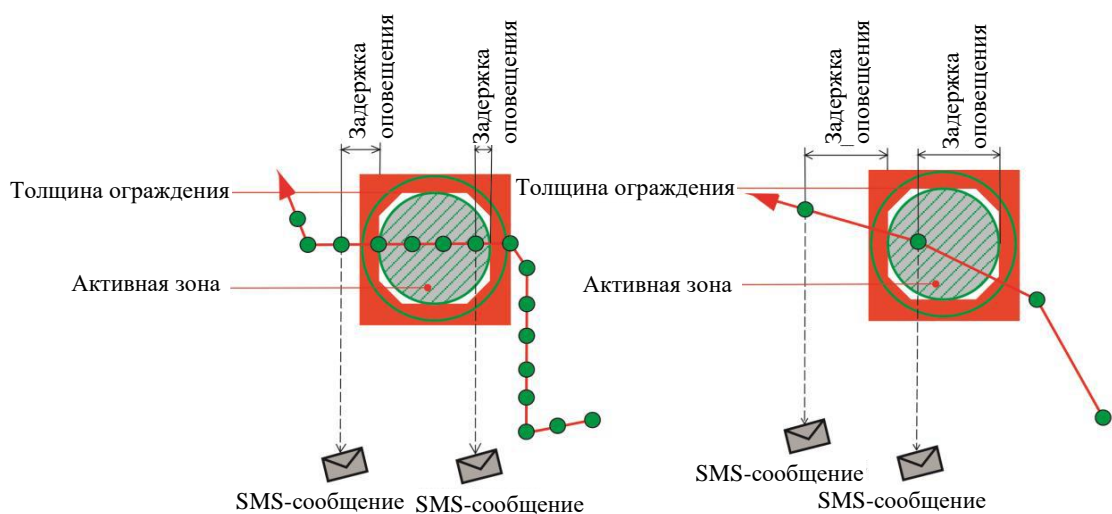 Задержка
оповещения
Задержка
оповещения
Толщина ограждения
Активная зона
SMS-сообщение
SMS-сообщение
Задержка
_оповещения
Задержка
оповещения
Толщина ограждения
Активная зона
SMS-сообщение
SMS-сообщение